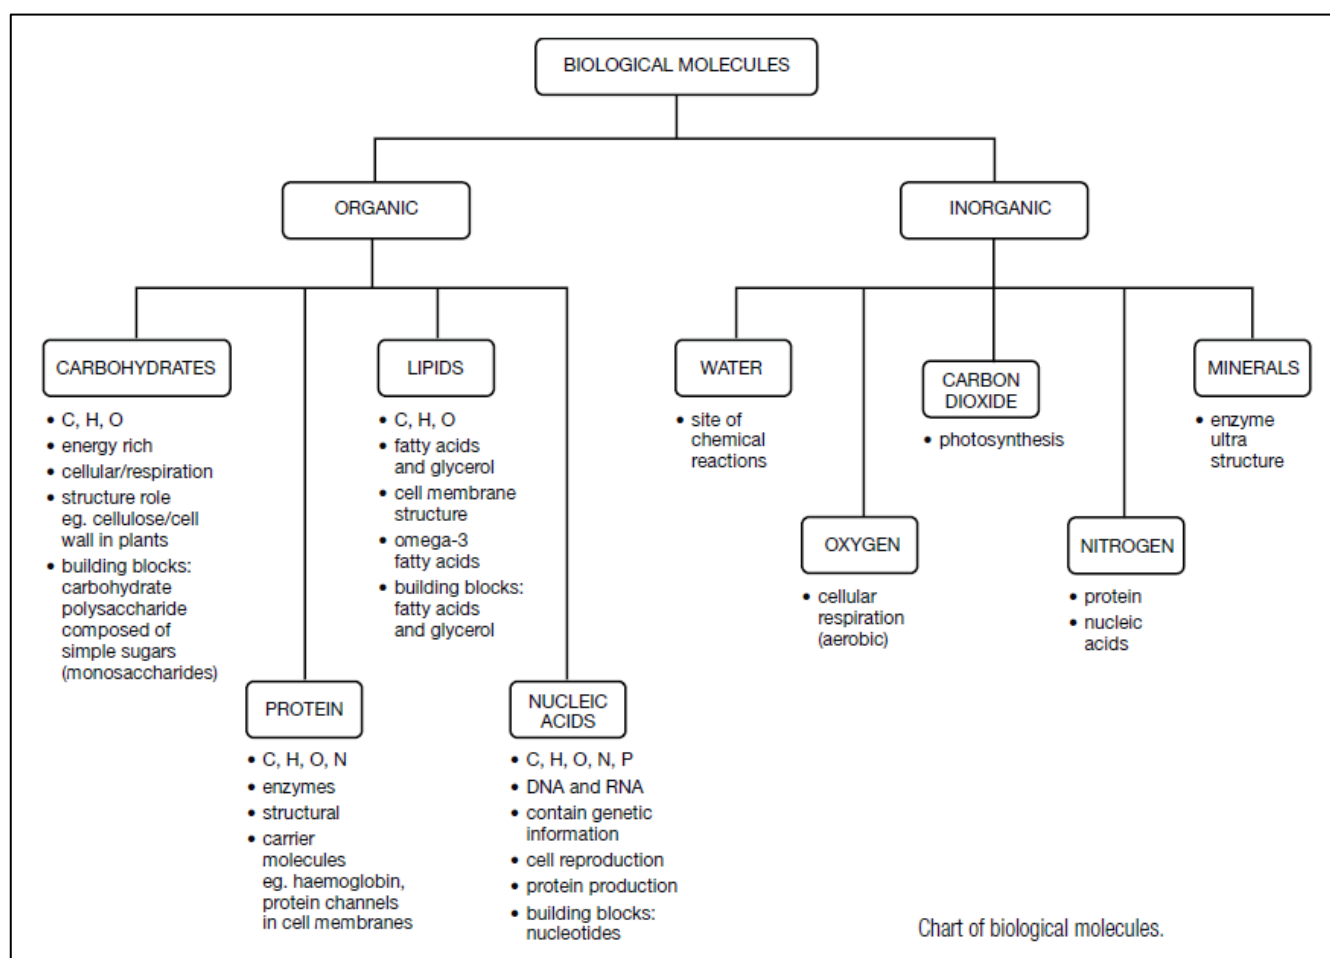 BIOLOGICAL MOLECULES
ORGANIC
INORGANIC
CARBOHYDRATES
• C, H, O
• energy rich
• cellular/respiration
• structure role
eg. cellulose/cell
wall in plants
• building blocks:
carbohydrate
polysaccharide
composed of
simple sugars
(monosaccharides)
LIPIDS
• C, H, O
• fatty acids
and glycerol
• cell membrane
structure
• omega-3
fatty acids
• building blocks:
fatty acids
and glycerol
WATER
• site of
chemical
reactions
CARBON
DIOXIDE
• photosynthesis
MINERALS
• enzyme
ultra
structure
OXYGEN
• cellular
respiration
(aerobic)
NITROGEN
• protein
• nucleic
acids
PROTEIN
• C, H, O, N
• enzymes
• structural
• carrier
molecules
eg. haemoglobin,
protein channels
in cell membranes
NUCLEIC
ACIDS
• C, H, O, N, P
• DNA and RNA
• contain genetic
information
• cell reproduction
• protein production
• building blocks:
nucleotides
Chart of biological molecules.